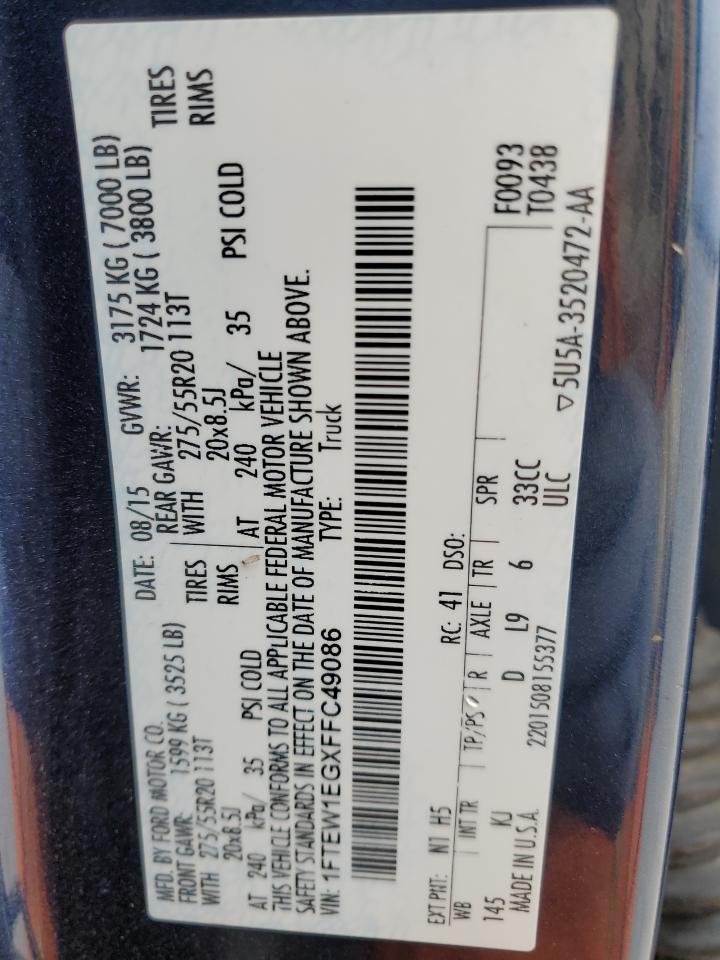 MFD. BY FORD MOTOR CO. DATE: 08/15 GVWR: 3175 KG ( 7000 LB)
FRONT GAWR: 1599 KG ( 3525 LB) REAR GAWR: 1724 KG ( 3800 LB)
WITH 275/55R20 113T TIRES WITH 275/55R20 113T TIRES
20x8.5J RIMS 20x8.5J RIMS
AT 240 kPa/ 35 PSI COLD AT 240 kPa/ 35 PSI COLD
THIS VEHICLE CONFORMS TO ALL APPLICABLE FEDERAL MOTOR VEHICLE
SAFETY STANDARDS IN EFFECT ON THE DATE OF MANUFACTURE SHOWN ABOVE.
VIN: 1FTEW1EGXFFC49086 TYPE: Truck
EXT PNT: N1 H5 RC: 41 DSO:
WB INT TR TP/PS R AXLE TR SPR F0093
145 KJ D L9 6 33CC T0438
MADE IN U.S.A. 2201508155377 ULC ▽5U5A-3520472-AA